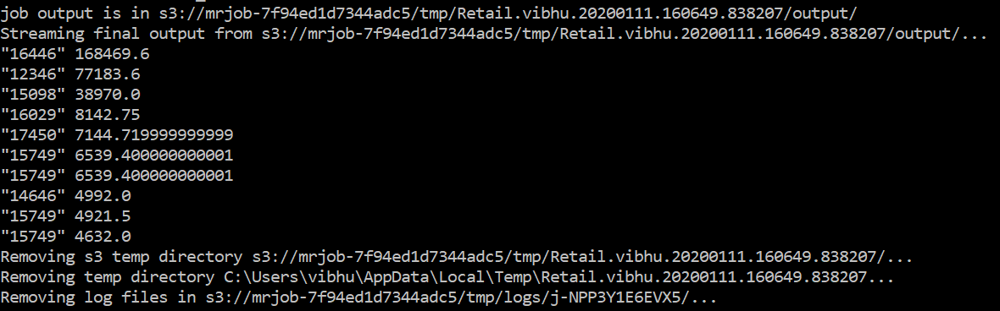 job output is in s3://mrjob-7f94ed1d7344adc5/tmp/Retail.vibhu.20200111.160649.838207/output/
Streaming final output from s3://mrjob-7f94ed1d7344adc5/tmp/Retail.vibhu.20200111.160649.838207/output/...
"16446" 168469.6
"12346" 77183.6
"15098" 38970.0
"16029" 8142.75
"17450" 7144.719999999999
"15749" 6539.400000000001
"15749" 6539.400000000001
"14646" 4992.0
"15749" 4921.5
"15749" 4632.0
Removing s3 temp directory s3://mrjob-7f94ed1d7344adc5/tmp/Retail.vibhu.20200111.160649.838207/...
Removing temp directory C:\Users\vibhu\AppData\Local\Temp\Retail.vibhu.20200111.160649.838207...
Removing log files in s3://mrjob-7f94ed1d7344adc5/tmp/logs/j-NPP3Y1E6EVX5/...